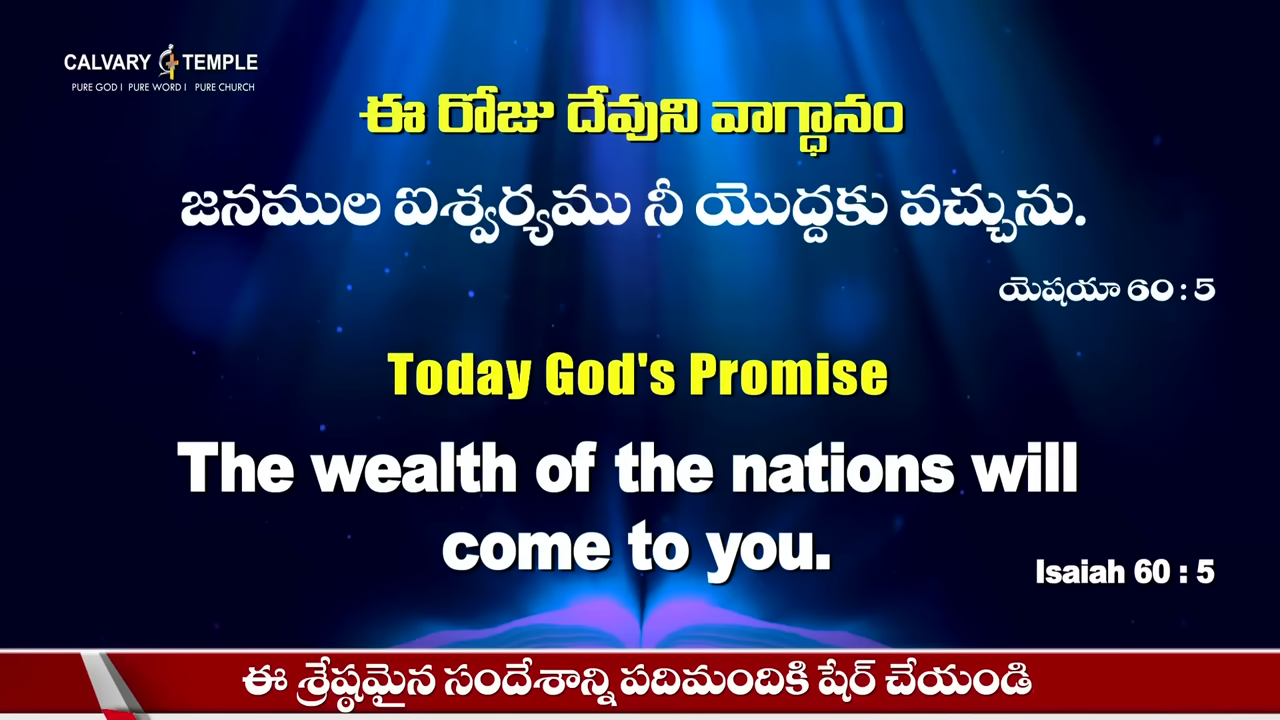 CALVARY TEMPLE
PURE GOD I PURE WORD I PURE CHURCH
ఈ రోజు దేవుని వాగ్ధానం
జనముల ఐశ్వర్యము నీ యొద్దకు వచ్చును.
యెషయా 60 : 5
Today God's Promise
The wealth of the nations will
come to you.
Isaiah 60 : 5
ఈ శ్రేష్ఠమైన సందేశాన్ని పదిమందికి షేర్ చేయండి